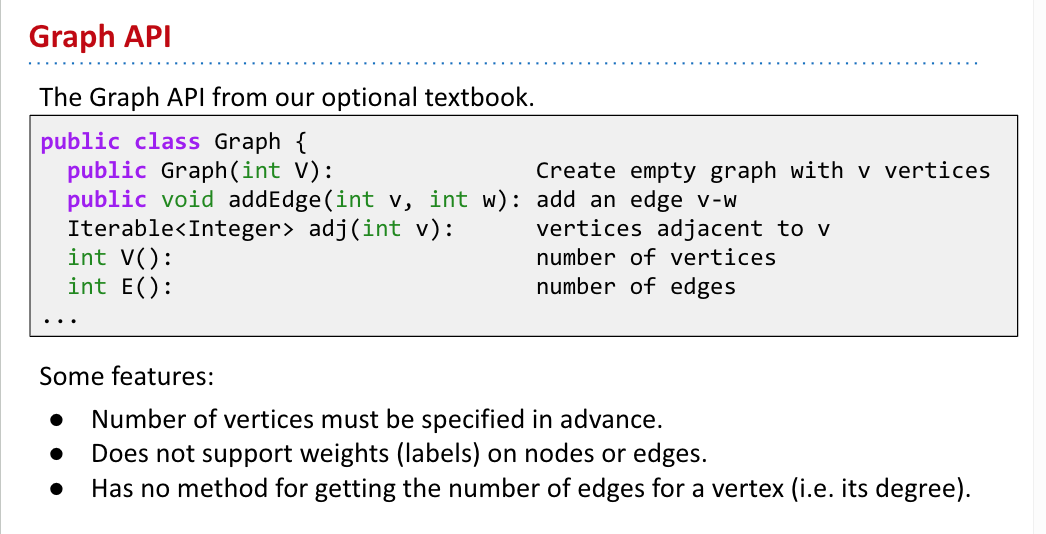 Graph API
The Graph API from our optional textbook.
public class Graph {
public Graph(int V): Create empty graph with v vertices
public void addEdge(int v, int w): add an edge v-w
Iterable<Integer> adj(int v): vertices adjacent to v
int V(): number of vertices
int E(): number of edges
...
Some features:
● Number of vertices must be specified in advance.
● Does not support weights (labels) on nodes or edges.
● Has no method for getting the number of edges for a vertex (i.e. its degree).